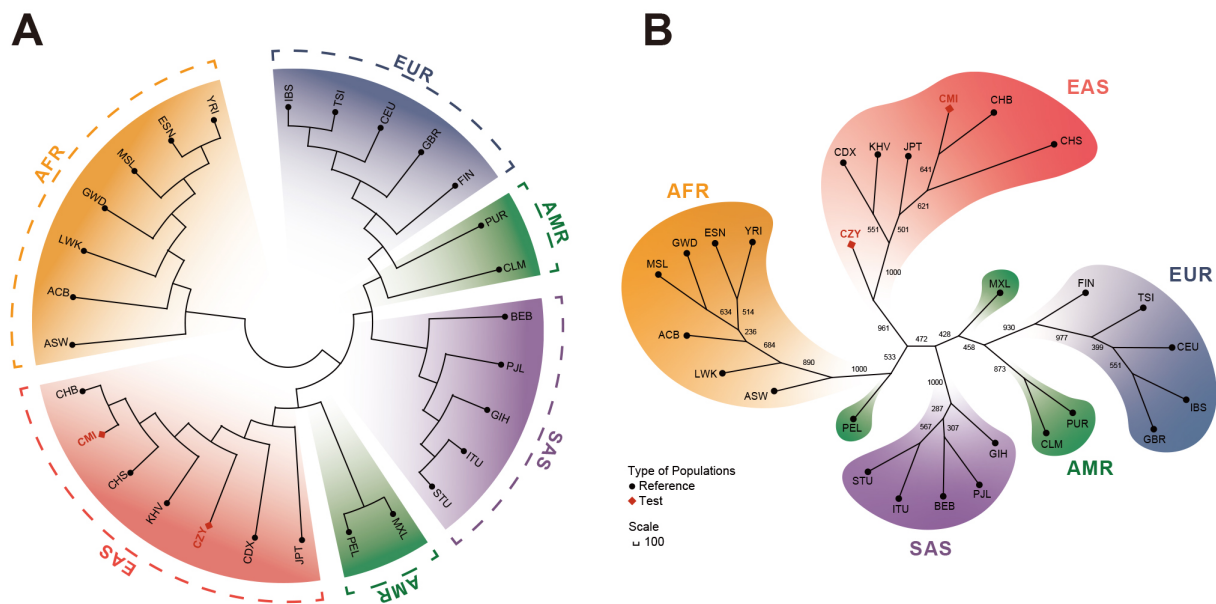 A
EUR
IBS
TSI
CEU
GBR
FIN
AFR
YRI
ESN
MSL
GWD
LWK
ACB
ASW
AMR
PUR
CLM
SAS
BEB
PJL
GIH
ITU
STU
AMR
MXL
PEL
EAS
CHB
CMI
CHS
KHV
CZY
CDX
JPT
B
EAS
CMI
CHB
CHS
CDX
KHV
JPT
CZY
641
621
551
501
1000
961
AFR
ESN
YRI
GWD
MSL
ACB
LWK
ASW
634
514
236
684
890
1000
533
472
428
458
MXL
PEL
EUR
FIN
TSI
CEU
IBS
GBR
930
977
399
551
873
PUR
CLM
AMR
1000
287
567
307
GIH
STU
ITU
BEB
PJL
SAS
Type of Populations
Reference
Test
Scale
100